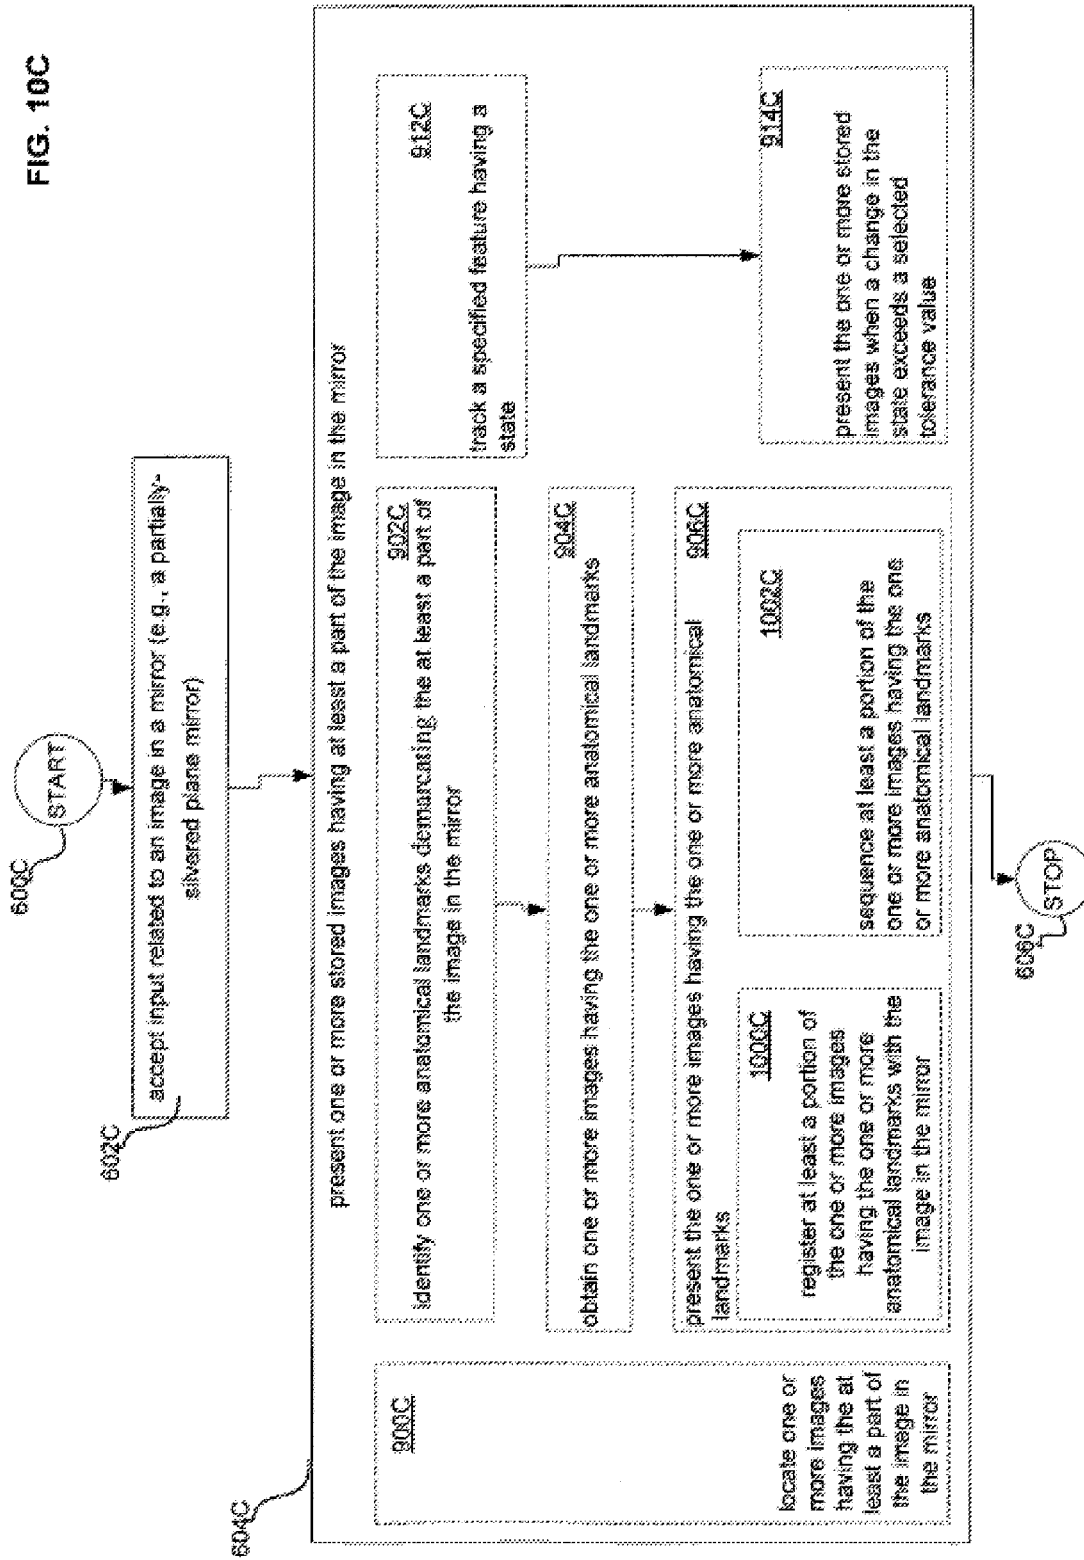 FIG. 10C
600C
START
602C
accept input related to an image in a mirror (e.g., a partially-
silvered plane mirror)
604C
present one or more stored images having at least a part of the image in the mirror
900C
locate one or
more images
having the at
least a part of
the image in
the mirror
902C
identify one or more anatomical landmarks demarcating the at least a part of
the image in the mirror
904C
obtain one or more images having the one or more anatomical landmarks
906C
present the one or more images having the one or more anatomical
landmarks
1000C
register at least a portion of
the one or more images
having the one or more
anatomical landmarks with the
image in the mirror
1002C
sequence at least a portion of the
one or more images having the one
or more anatomical landmarks
912C
track a specified feature having a
state
914C
present the one or more stored
images when a change in the
state exceeds a selected
tolerance value
606C
STOP